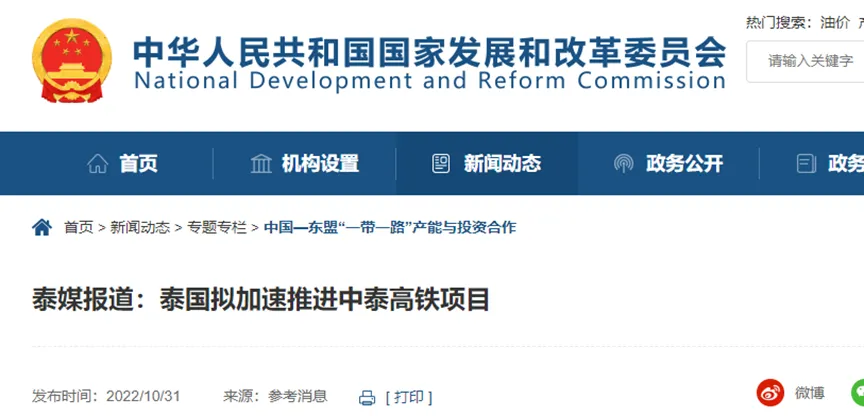 热门搜索：油价
中华人民共和国国家发展和改革委员会
National Development and Reform Commission
请输入关键字
首页 机构设置 新闻动态 政务公开 政务
首页 > 新闻动态 > 专题专栏 > 中国—东盟“一带一路”产能与投资合作
泰媒报道：泰国拟加速推进中泰高铁项目
发布时间：2022/10/31 来源：参考消息 [ 打印 ] 微博